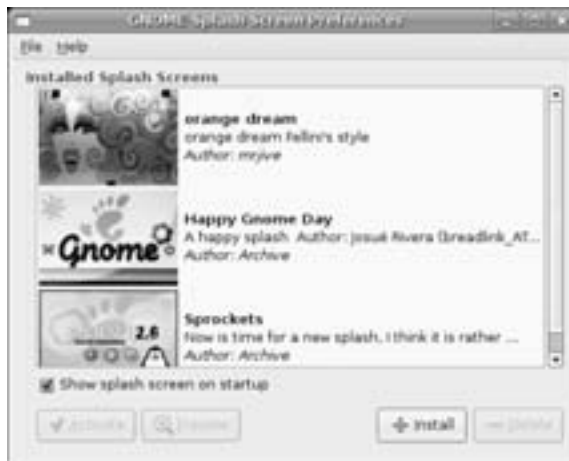 GNOME Splash Screen Preferences
File Help
Installed Splash Screens
orange dream
orange dream Fellini's style
Author: mrjive
Gnome
Happy Gnome Day
A happy splash Author: Josué Rivera (breadlink_AT...
Author: Archive
2.6
Sprockets
Now is time for a new splash, I think it is rather ...
Author: Archive
Show splash screen on startup
Activate Preview Install Delete